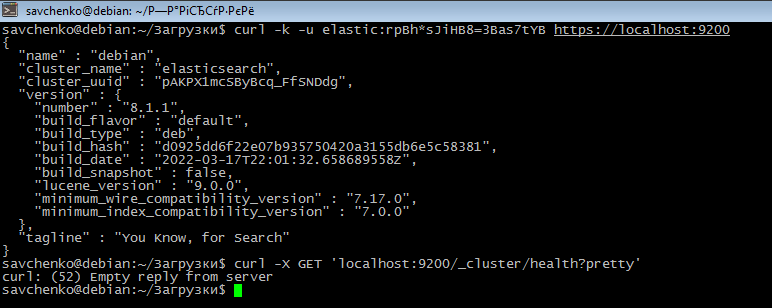 savchenko@debian: ~/Р—Р°РіСЂСѓР·РєРё
savchenko@debian:~/Загрузки$ curl -k -u elastic:rpBh*sJiHB8=3Bas7tYB https://localhost:9200
{
  "name" : "debian",
  "cluster_name" : "elasticsearch",
  "cluster_uuid" : "pAKPX1mcSByBcq_FfSNDdg",
  "version" : {
    "number" : "8.1.1",
    "build_flavor" : "default",
    "build_type" : "deb",
    "build_hash" : "d0925dd6f22e07b935750420a3155db6e5c58381",
    "build_date" : "2022-03-17T22:01:32.658689558Z",
    "build_snapshot" : false,
    "lucene_version" : "9.0.0",
    "minimum_wire_compatibility_version" : "7.17.0",
    "minimum_index_compatibility_version" : "7.0.0"
  },
  "tagline" : "You Know, for Search"
}
savchenko@debian:~/Загрузки$ curl -X GET 'localhost:9200/_cluster/health?pretty'
curl: (52) Empty reply from server
savchenko@debian:~/Загрузки$